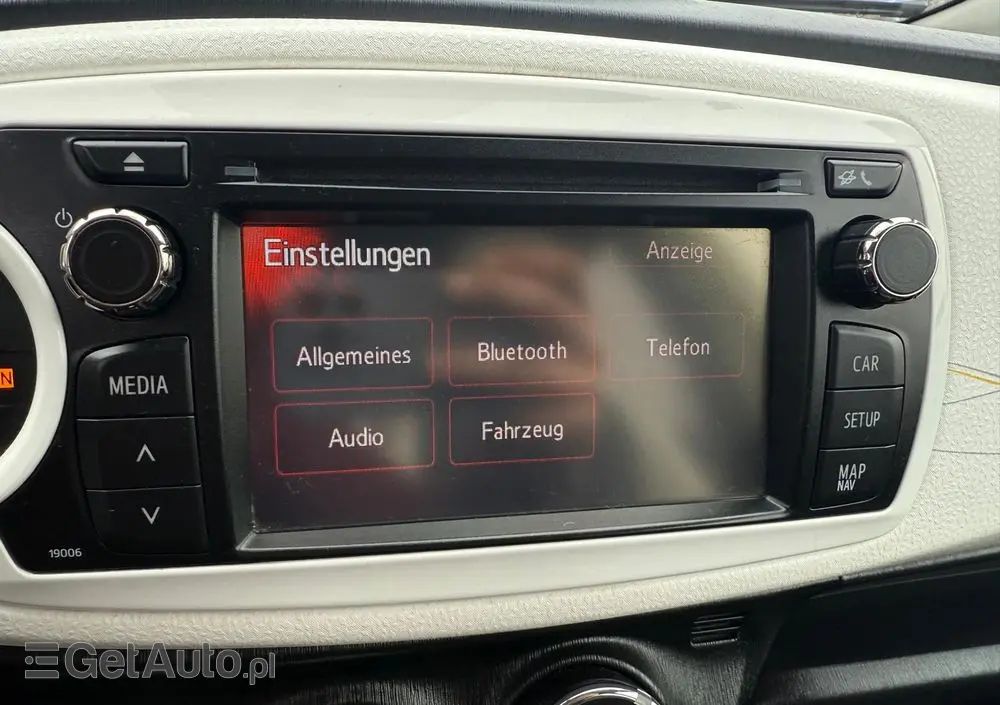 Einstellungen
Anzeige
Allgemeines
Bluetooth
Telefon
Audio
Fahrzeug
MEDIA
CAR
SETUP
MAP
NAV
19006
GetAuto.pl